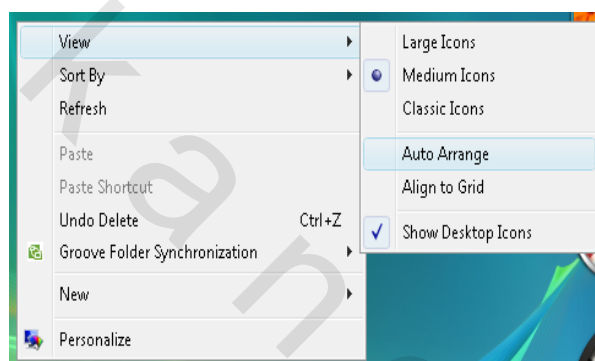 View
Sort By
Refresh
Paste
Paste Shortcut
Undo Delete Ctrl+Z
Groove Folder Synchronization
New
Personalize
Large Icons
Medium Icons
Classic Icons
Auto Arrange
Align to Grid
Show Desktop Icons